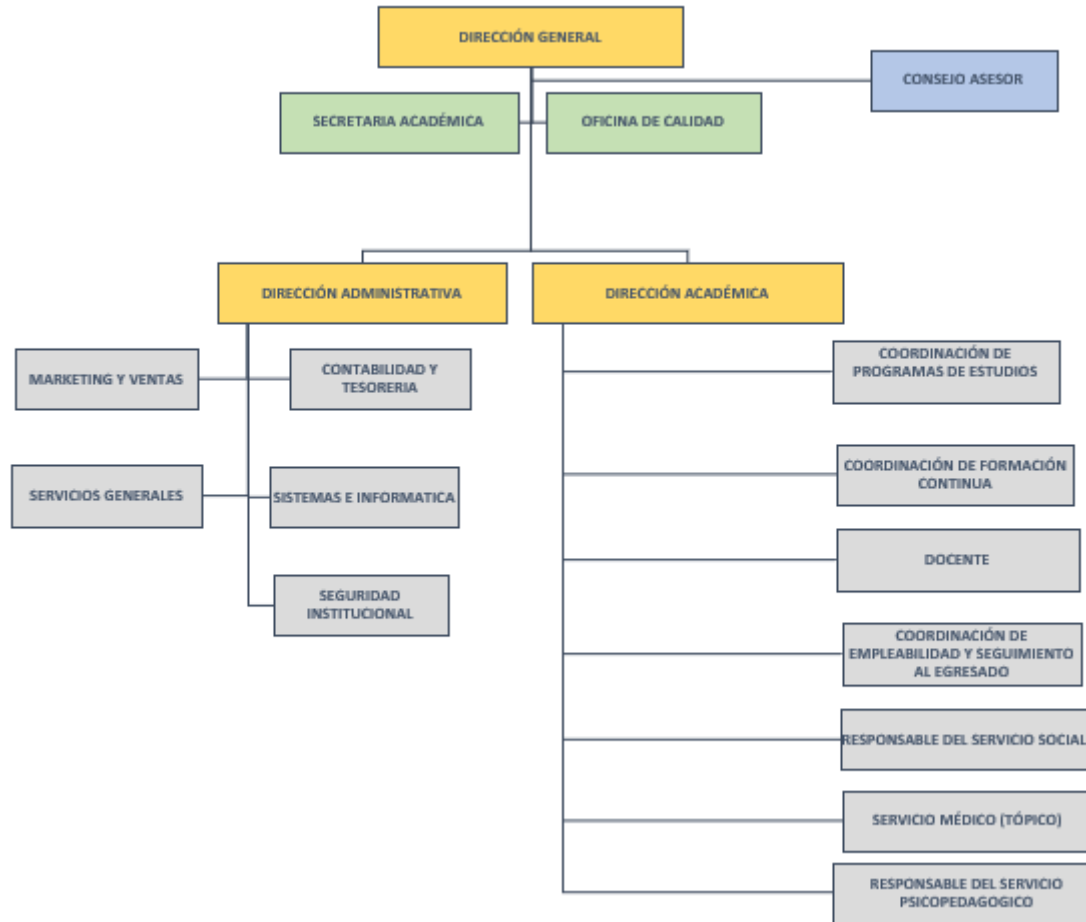 DIRECCIÓN GENERAL
CONSEJO ASESOR
SECRETARIA ACADÉMICA
OFICINA DE CALIDAD
DIRECCIÓN ADMINISTRATIVA
DIRECCIÓN ACADÉMICA
MARKETING Y VENTAS
CONTABILIDAD Y
TESORERIA
SERVICIOS GENERALES
SISTEMAS E INFORMATICA
SEGURIDAD
INSTITUCIONAL
COORDINACIÓN DE
PROGRAMAS DE ESTUDIOS
COORDINACIÓN DE FORMACIÓN
CONTINUA
DOCENTE
COORDINACIÓN DE
EMPLEABILIDAD Y SEGUIMIENTO
AL EGRESADO
RESPONSABLE DEL SERVICIO SOCIAL
SERVICIO MÉDICO (TÓPICO)
RESPONSABLE DEL SERVICIO
PSICOPEDAGOGICO